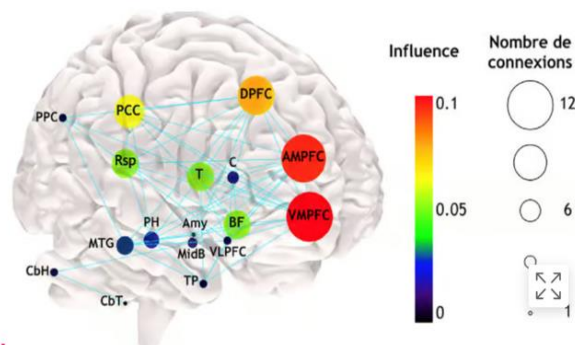 Influence
Nombre de
connexions
DPFC
PCC
PPC
AMPFC
Rsp
T
C
VMPFC
PH
Amy
BF
MTG
MidB
VLPFC
CbH
TP
CbT
0.1
0.05
0
12
6
1